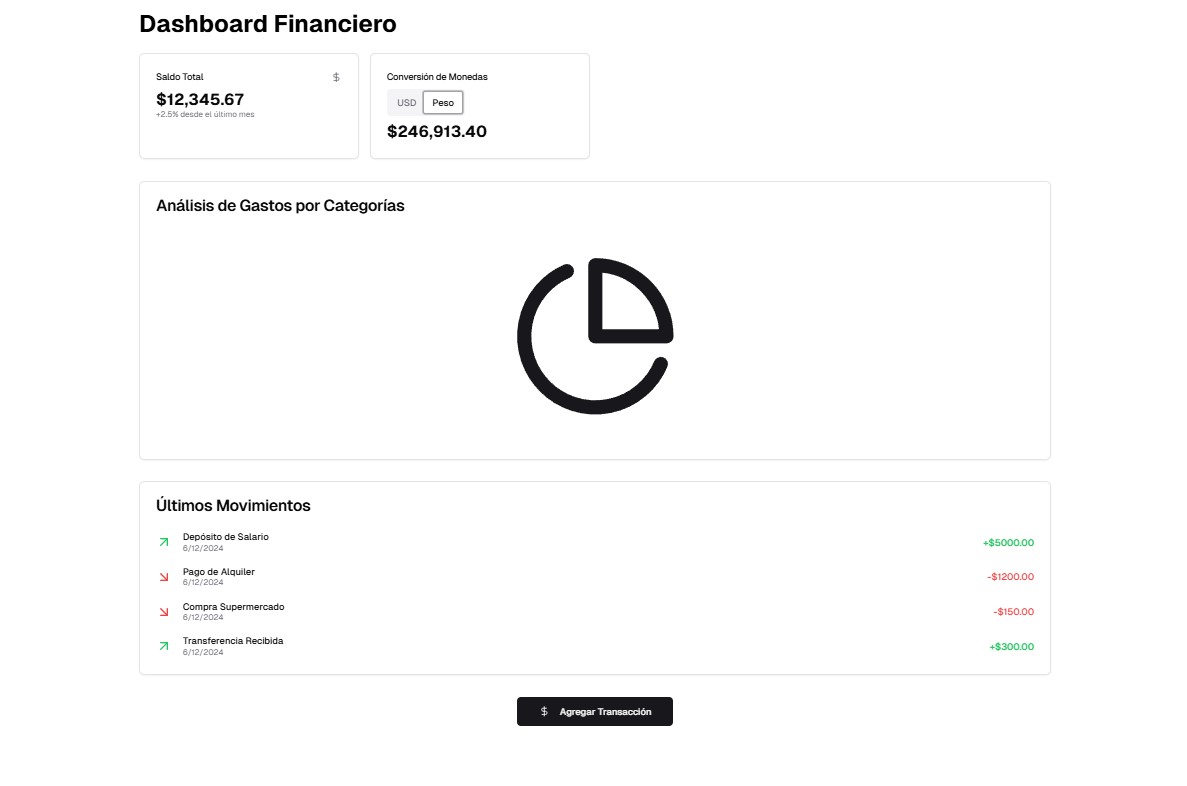 Dashboard Financiero
Saldo Total $
$12,345.67
+2.5% desde el último mes
Conversión de Monedas
USD Peso
$246,913.40
Análisis de Gastos por Categorías
Últimos Movimientos
Depósito de Salario
6/12/2024
+$5000.00
Pago de Alquiler
6/12/2024
-$1200.00
Compra Supermercado
6/12/2024
-$150.00
Transferencia Recibida
6/12/2024
+$300.00
$ Agregar Transacción